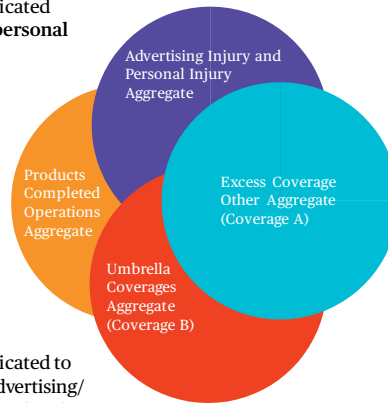 icated
personal
Advertising Injury and
Personal Injury
Aggregate
Products
Completed
Operations
Aggregate
Excess Coverage
Other Aggregate
(Coverage A)
Umbrella
Coverages
Aggregate
(Coverage B)
icated to
dvertising/